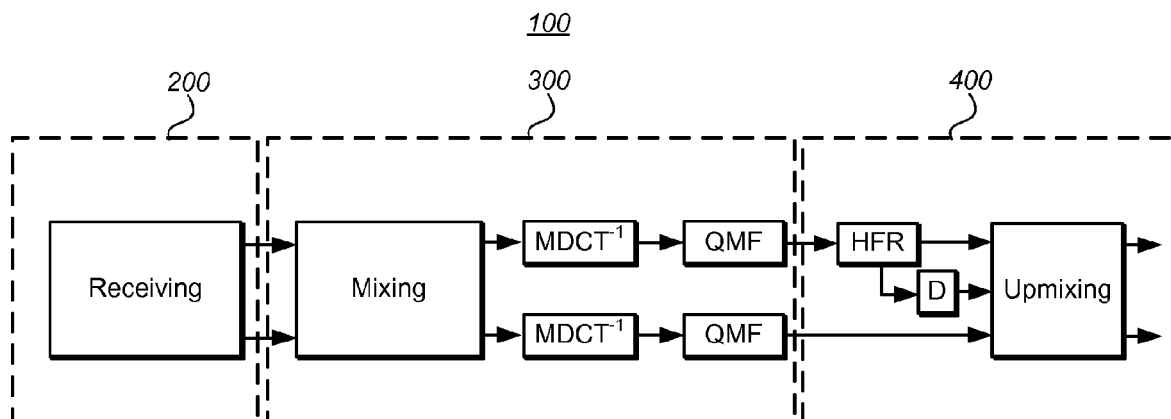 100
200
300
400
Receiving
Mixing
MDCT⁻¹
QMF
HFR
D
Upmixing
MDCT⁻¹
QMF